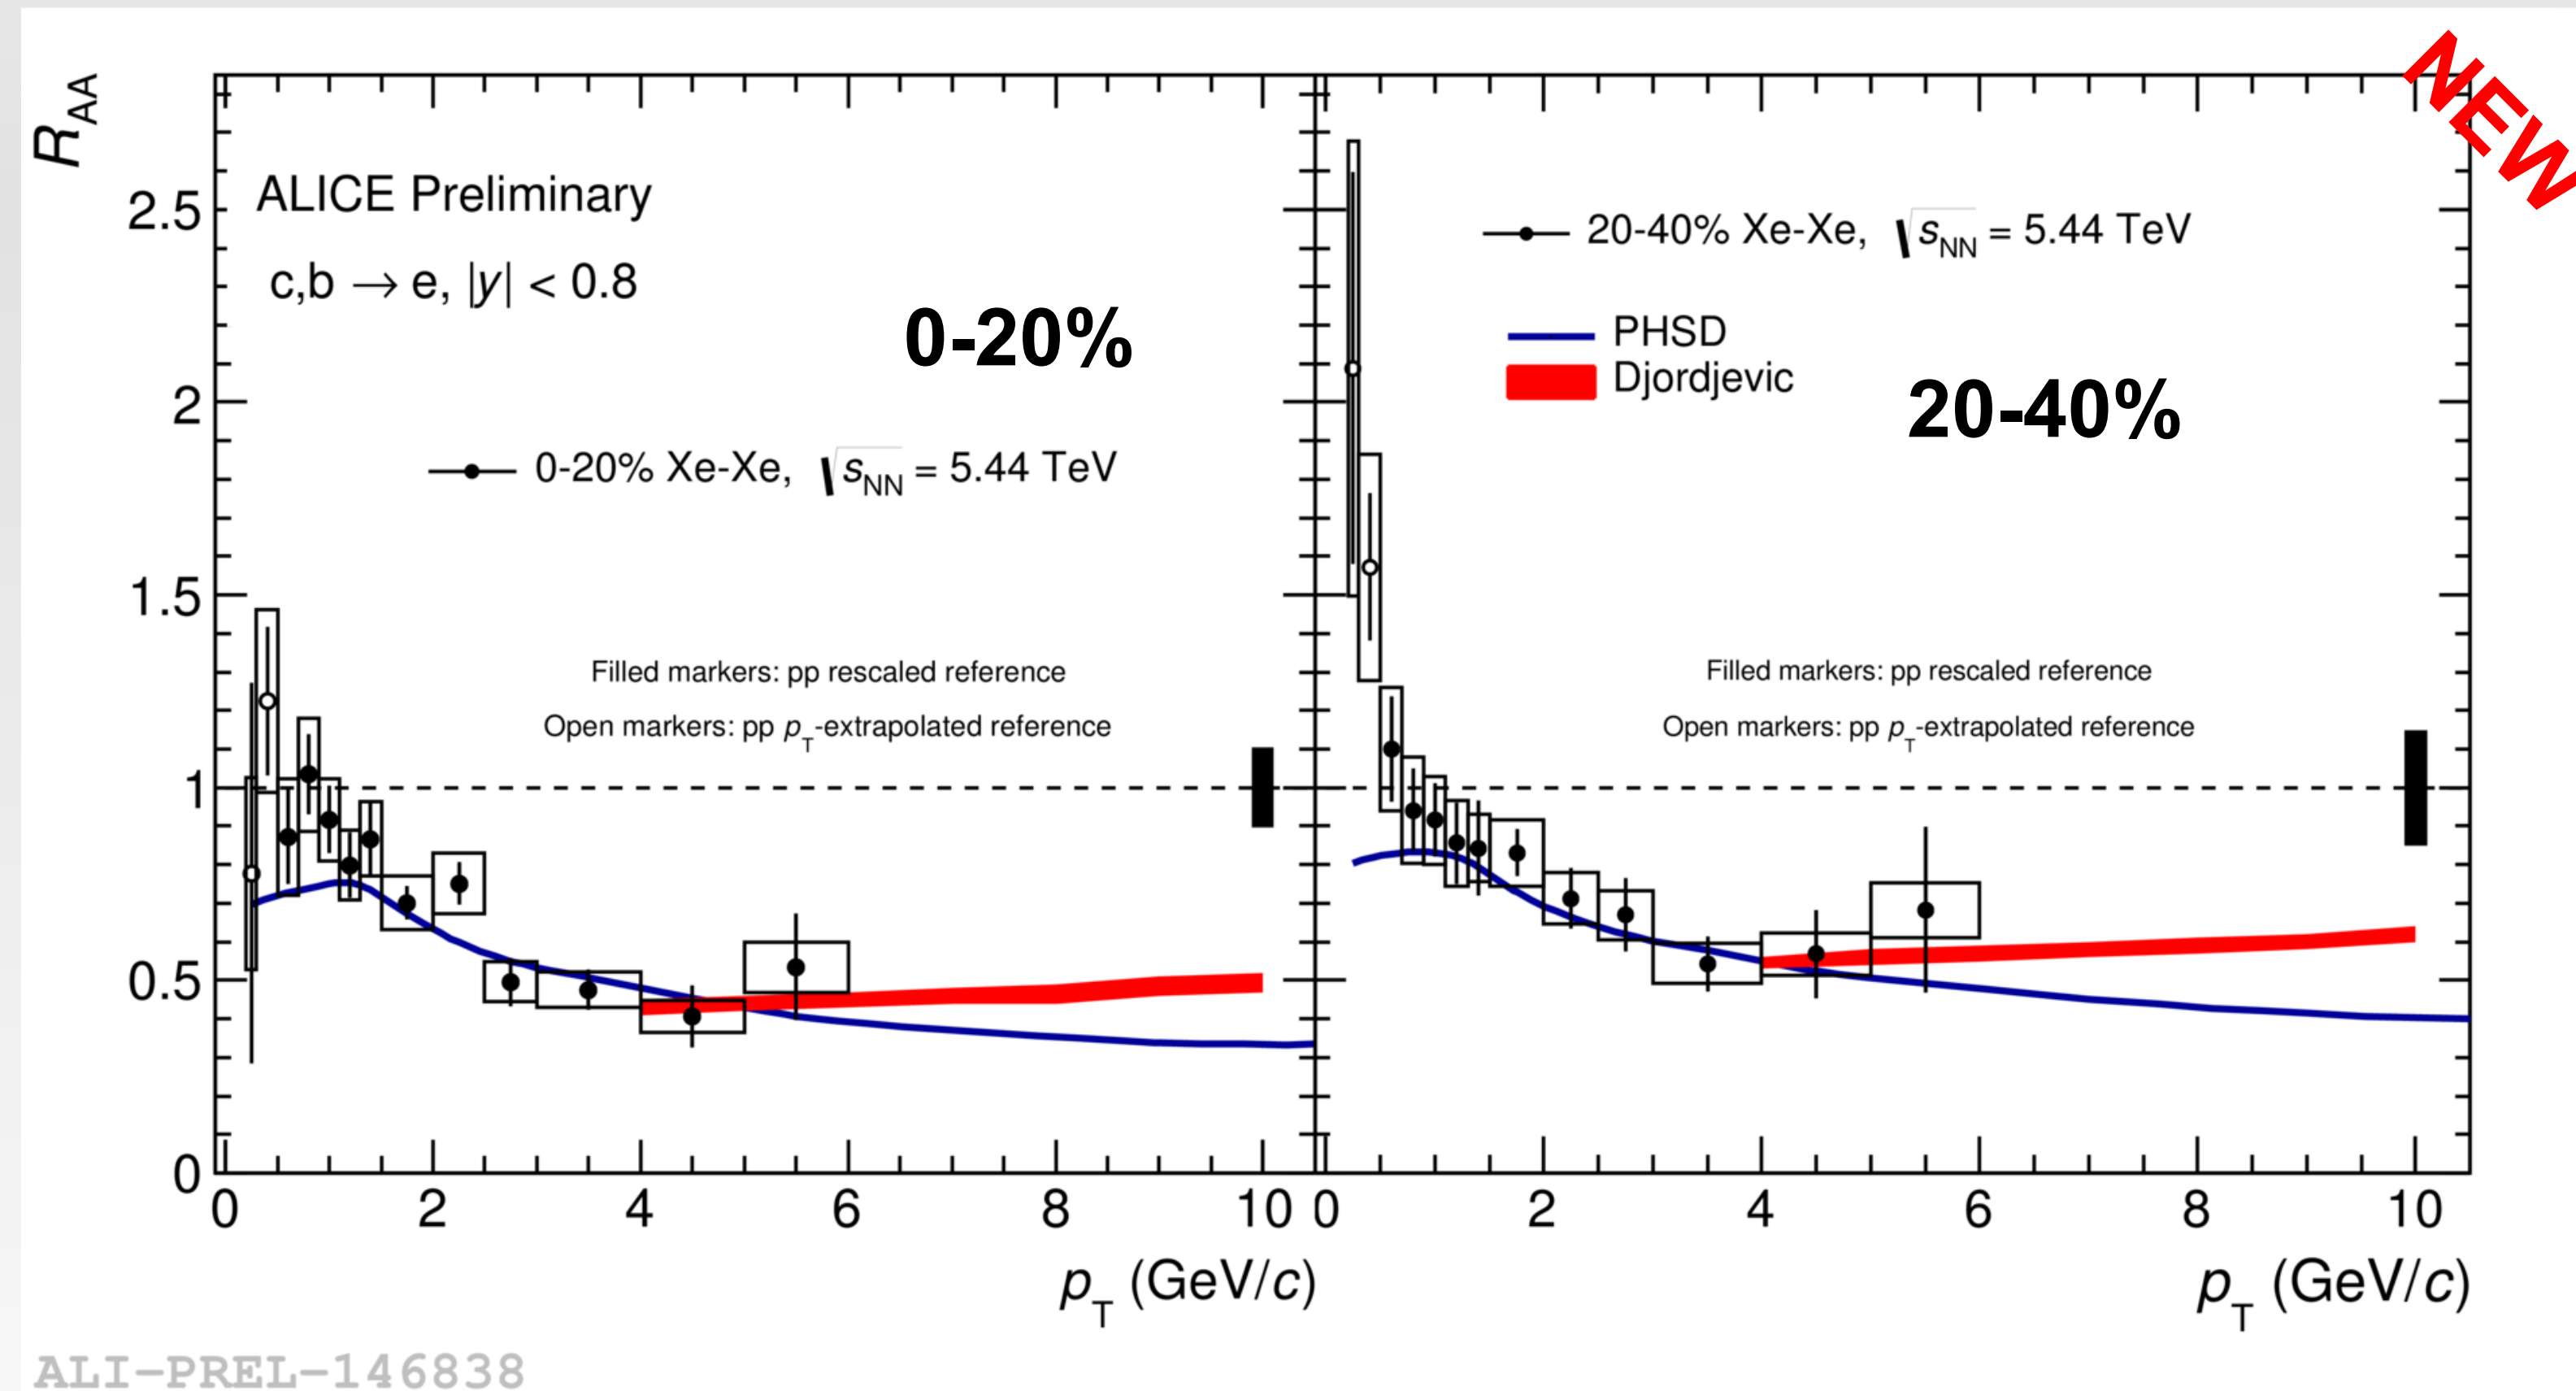 NEW
R_AA
ALICE Preliminary
c,b → e, |y| < 0.8
0-20%
0-20% Xe-Xe, √s_NN = 5.44 TeV
Filled markers: pp rescaled reference
Open markers: pp p_T-extrapolated reference
2.5
2
1.5
1
0.5
0
0 2 4 6 8 10
p_T (GeV/c)
20-40% Xe-Xe, √s_NN = 5.44 TeV
PHSD
Djordjevic
20-40%
Filled markers: pp rescaled reference
Open markers: pp p_T-extrapolated reference
0 2 4 6 8 10
p_T (GeV/c)
ALI-PREL-146838